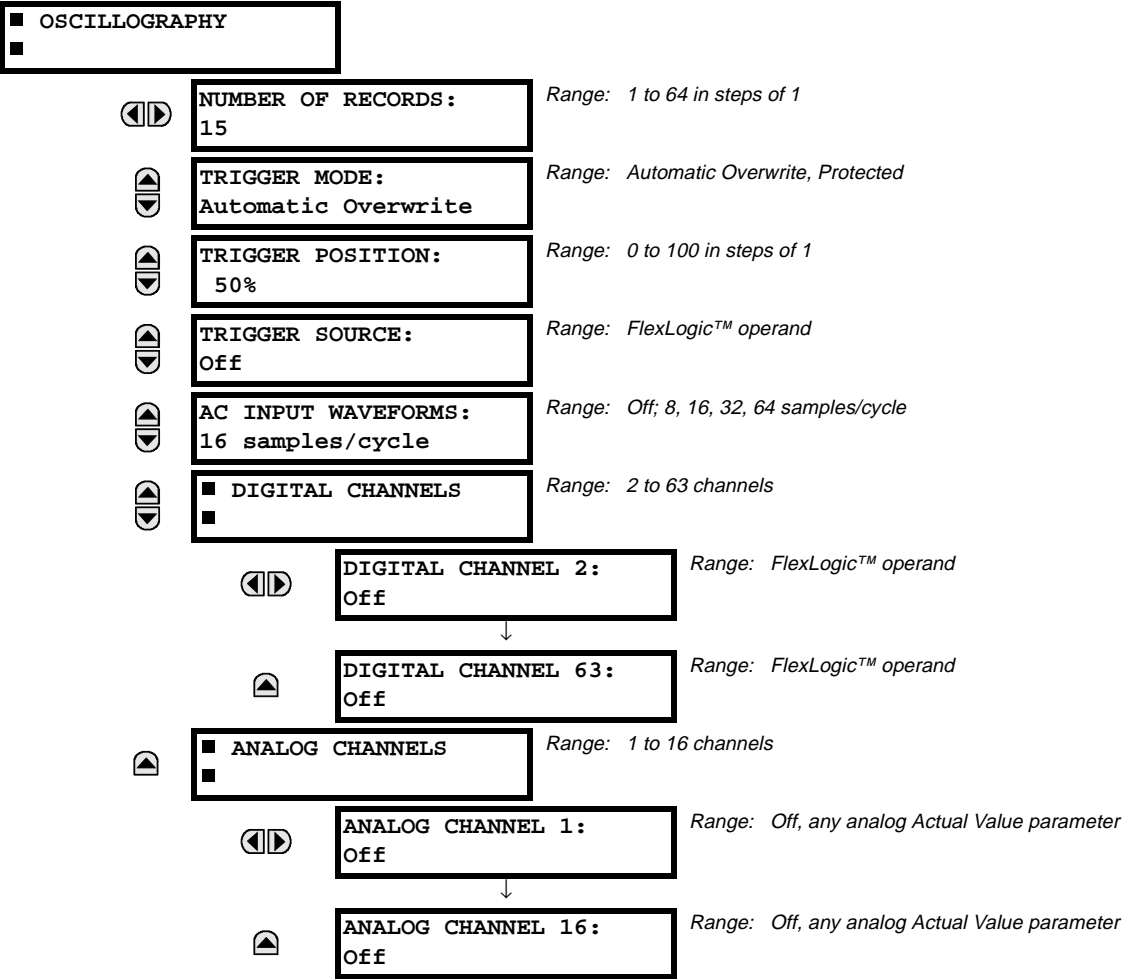 OSCILLOGRAPHY
NUMBER OF RECORDS:
15
Range: 1 to 64 in steps of 1
TRIGGER MODE:
Automatic Overwrite
Range: Automatic Overwrite, Protected
TRIGGER POSITION:
50%
Range: 0 to 100 in steps of 1
TRIGGER SOURCE:
Off
Range: FlexLogic™ operand
AC INPUT WAVEFORMS:
16 samples/cycle
Range: Off; 8, 16, 32, 64 samples/cycle
DIGITAL CHANNELS
Range: 2 to 63 channels
DIGITAL CHANNEL 2:
Off
Range: FlexLogic™ operand
↓
DIGITAL CHANNEL 63:
Off
Range: FlexLogic™ operand
ANALOG CHANNELS
Range: 1 to 16 channels
ANALOG CHANNEL 1:
Off
Range: Off, any analog Actual Value parameter
↓
ANALOG CHANNEL 16:
Off
Range: Off, any analog Actual Value parameter